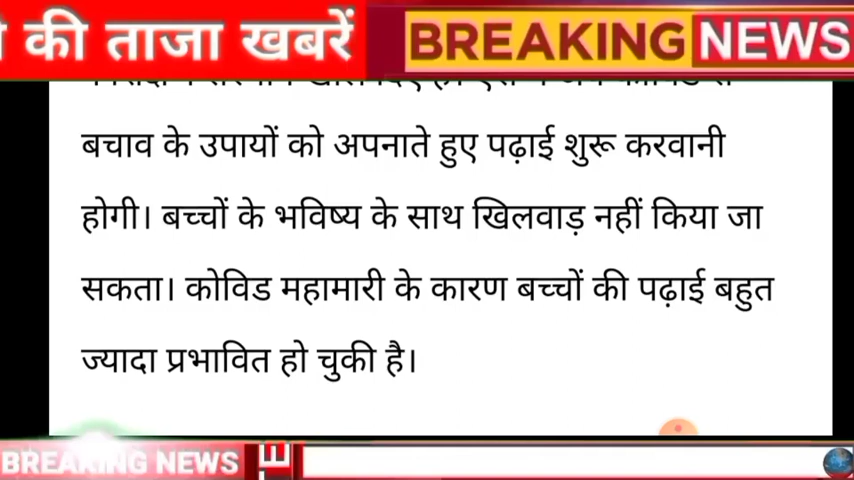 की ताजा खबरें
BREAKING NEWS
बचाव के उपायों को अपनाते हुए पढ़ाई शुरू करवानी
होगी। बच्चों के भविष्य के साथ खिलवाड़ नहीं किया जा
सकता। कोविड महामारी के कारण बच्चों की पढ़ाई बहुत
ज्यादा प्रभावित हो चुकी है।
BREAKING NEWS